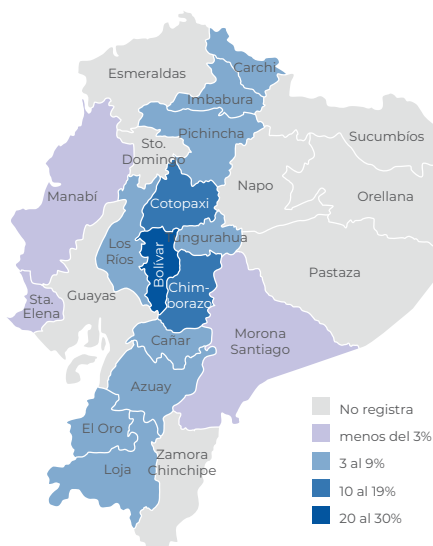 Esmeraldas
Carchi
Imbabura
Pichincha
Sto.
Domingo
Sucumbíos
Napo
Orellana
Manabí
Cotopaxi
Tungurahua
Los
Ríos
Bolívar
Pastaza
Sta.
Elena
Guayas
Chim-
borazo
Cañar
Morona
Santiago
Azuay
El Oro
Loja
Zamora
Chinchipe
No registra
menos del 3%
3 al 9%
10 al 19%
20 al 30%